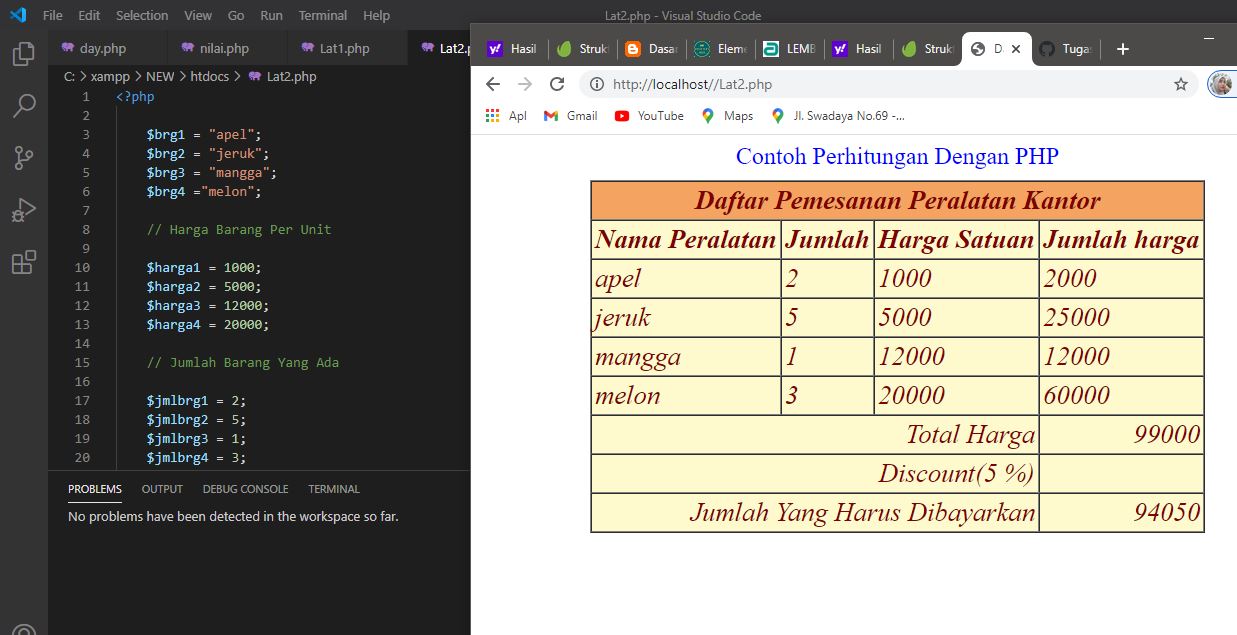 File Edit Selection View Go Run Terminal Help Lat2.php - Visual Studio Code
day.php nilai.php Lat1.php Lat2.p
C: > xampp > NEW > htdocs > Lat2.php
1 <?php
2
3 $brg1 = "apel";
4 $brg2 = "jeruk";
5 $brg3 = "mangga";
6 $brg4 ="melon";
7
8 // Harga Barang Per Unit
9
10 $harga1 = 1000;
11 $harga2 = 5000;
12 $harga3 = 12000;
13 $harga4 = 20000;
14
15 // Jumlah Barang Yang Ada
16
17 $jmlbrg1 = 2;
18 $jmlbrg2 = 5;
19 $jmlbrg3 = 1;
20 $jmlbrg4 = 3;
PROBLEMS OUTPUT DEBUG CONSOLE TERMINAL
No problems have been detected in the workspace so far.
Hasil Struk Dasar Eleme LEME Hasil Struk D Tuga
http://localhost//Lat2.php
Apl Gmail YouTube Maps Jl. Swadaya No.69 -...
Contoh Perhitungan Dengan PHP
Daftar Pemesanan Peralatan Kantor
Nama Peralatan Jumlah Harga Satuan Jumlah harga
apel 2 1000 2000
jeruk 5 5000 25000
mangga 1 12000 12000
melon 3 20000 60000
Total Harga 99000
Discount(5 %)
Jumlah Yang Harus Dibayarkan 94050